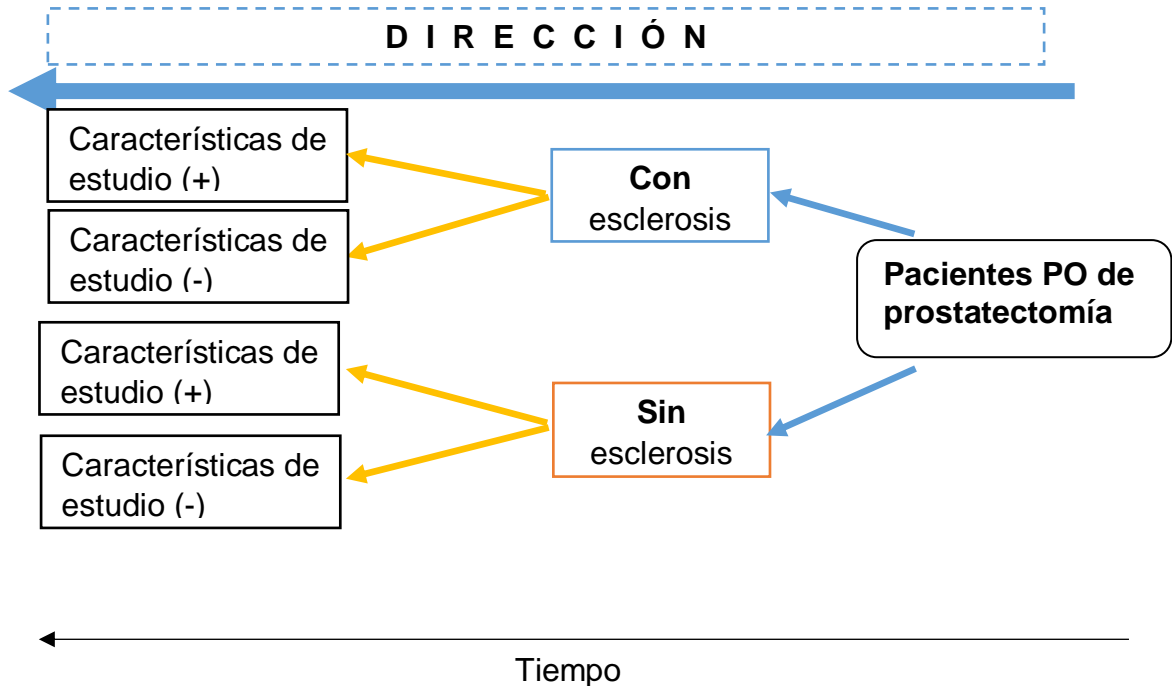 D I R E C C I Ó N
Características de
estudio (+)
Características de
estudio (-)
Con
esclerosis
Pacientes PO de
prostatectomía
Características de
estudio (+)
Características de
estudio (-)
Sin
esclerosis
Tiempo